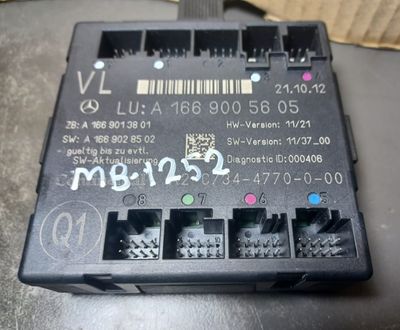 VL
21.10.12
LU: A 166 900 56 05
ZB: A 166 901 38 01
HW-Version: 11/21
SW: A 166 902 85 02
SW-Version: 11/37_00
gueltig bis zu evtl.
SW-Aktualisierung
Diagnostic ID: 000406
MB-1252
734-4770-0-00
8 7 6 5
Q1